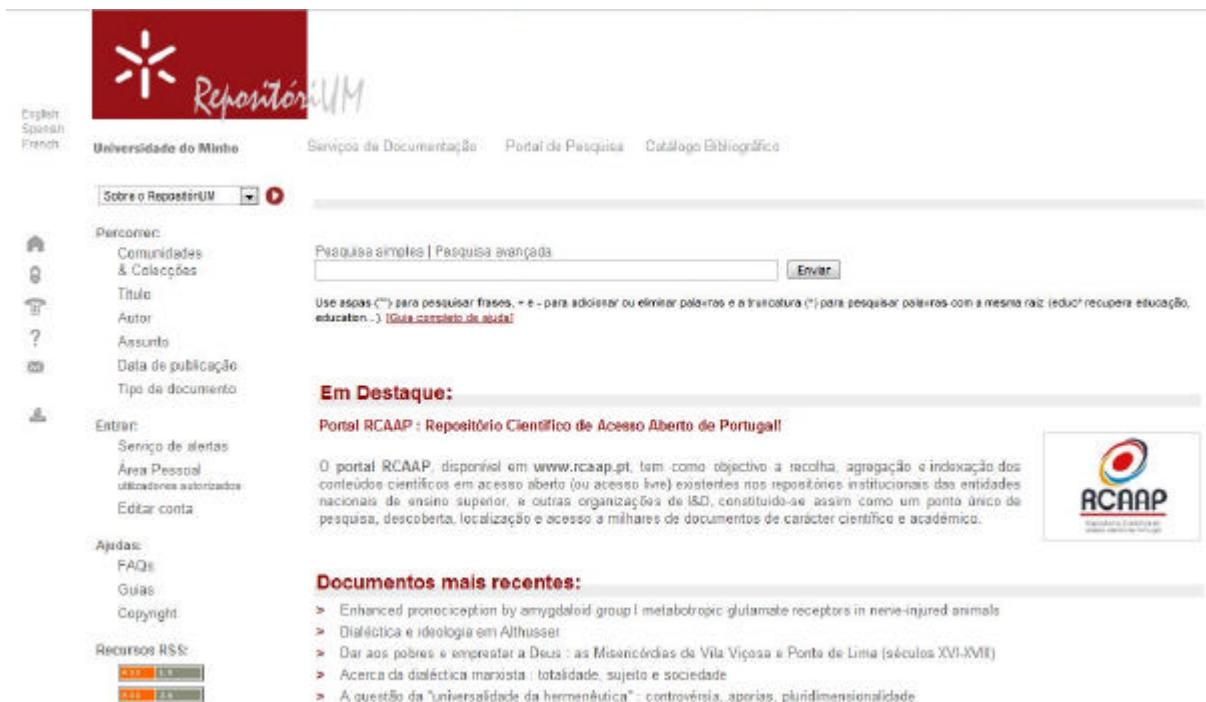 RepositóriUM
English
Spanish
French
Universidade do Minho
Serviços de Documentação Portal de Pesquisa Catálogo Bibliográfico
Sobre o RepositóriUM
Percorrer:
Comunidades
& Colecções
Título
Autor
Assunto
Data de publicação
Tipo de documento
Entrar:
Serviço de alertas
Área Pessoal
utilizadores autorizados
Editar conta
Ajudas:
FAQs
Guias
Copyright
Recursos RSS:
Pesquisa simples | Pesquisa avançada
Enviar
Use aspas ("") para pesquisar frases, + e - para adicionar ou eliminar palavras e a truncatura (*) para pesquisar palavras com a mesma raiz (educ* recupera educação,
education...). [Guia completo de ajuda]
Em Destaque:
Portal RCAAP : Repositório Científico de Acesso Aberto de Portugal!
O portal RCAAP, disponível em www.rcaap.pt, tem como objectivo a recolha, agregação e indexação dos
conteúdos científicos em acesso aberto (ou acesso livre) existentes nos repositórios institucionais das entidades
nacionais de ensino superior, e outras organizações de I&D, constituído-se assim como um ponto único de
pesquisa, descoberta, localização e acesso a milhares de documentos de carácter científico e académico.
RCAAP
Documentos mais recentes:
> Enhanced pronociception by amygdaloid group I metabotropic glutamate receptors in nerve-injured animals
> Dialéctica e ideologia em Althusser
> Dar aos pobres e emprestar a Deus : as Misericórdias de Vila Viçosa e Ponte de Lima (séculos XVI-XVIII)
> Acerca da dialéctica marxista : totalidade, sujeito e sociedade
> A questão da "universalidade da hermenêutica" : controvérsia, aporias, pluridimensionalidade